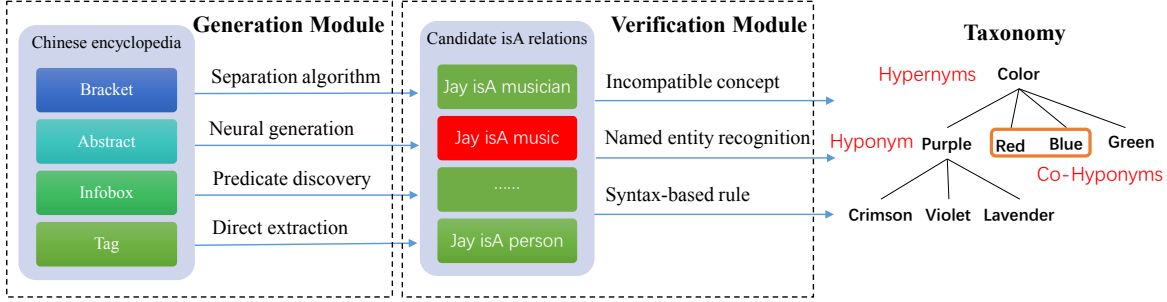 Generation Module
Chinese encyclopedia
Bracket
Abstract
Infobox
Tag
Separation algorithm
Neural generation
Predicate discovery
Direct extraction
Verification Module
Candidate isA relations
Jay isA musician
Jay isA music
......
Jay isA person
Incompatible concept
Named entity recognition
Syntax-based rule
Taxonomy
Hypernyms
Color
Hyponym
Purple
Red
Blue
Green
Co-Hyponyms
Crimson
Violet
Lavender